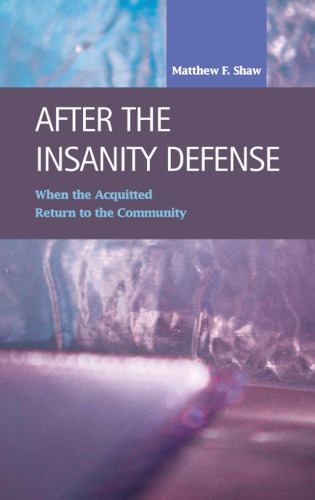 Matthew F. Shaw
AFTER THE
INSANITY DEFENSE
When the Acquitted
Return to the Community